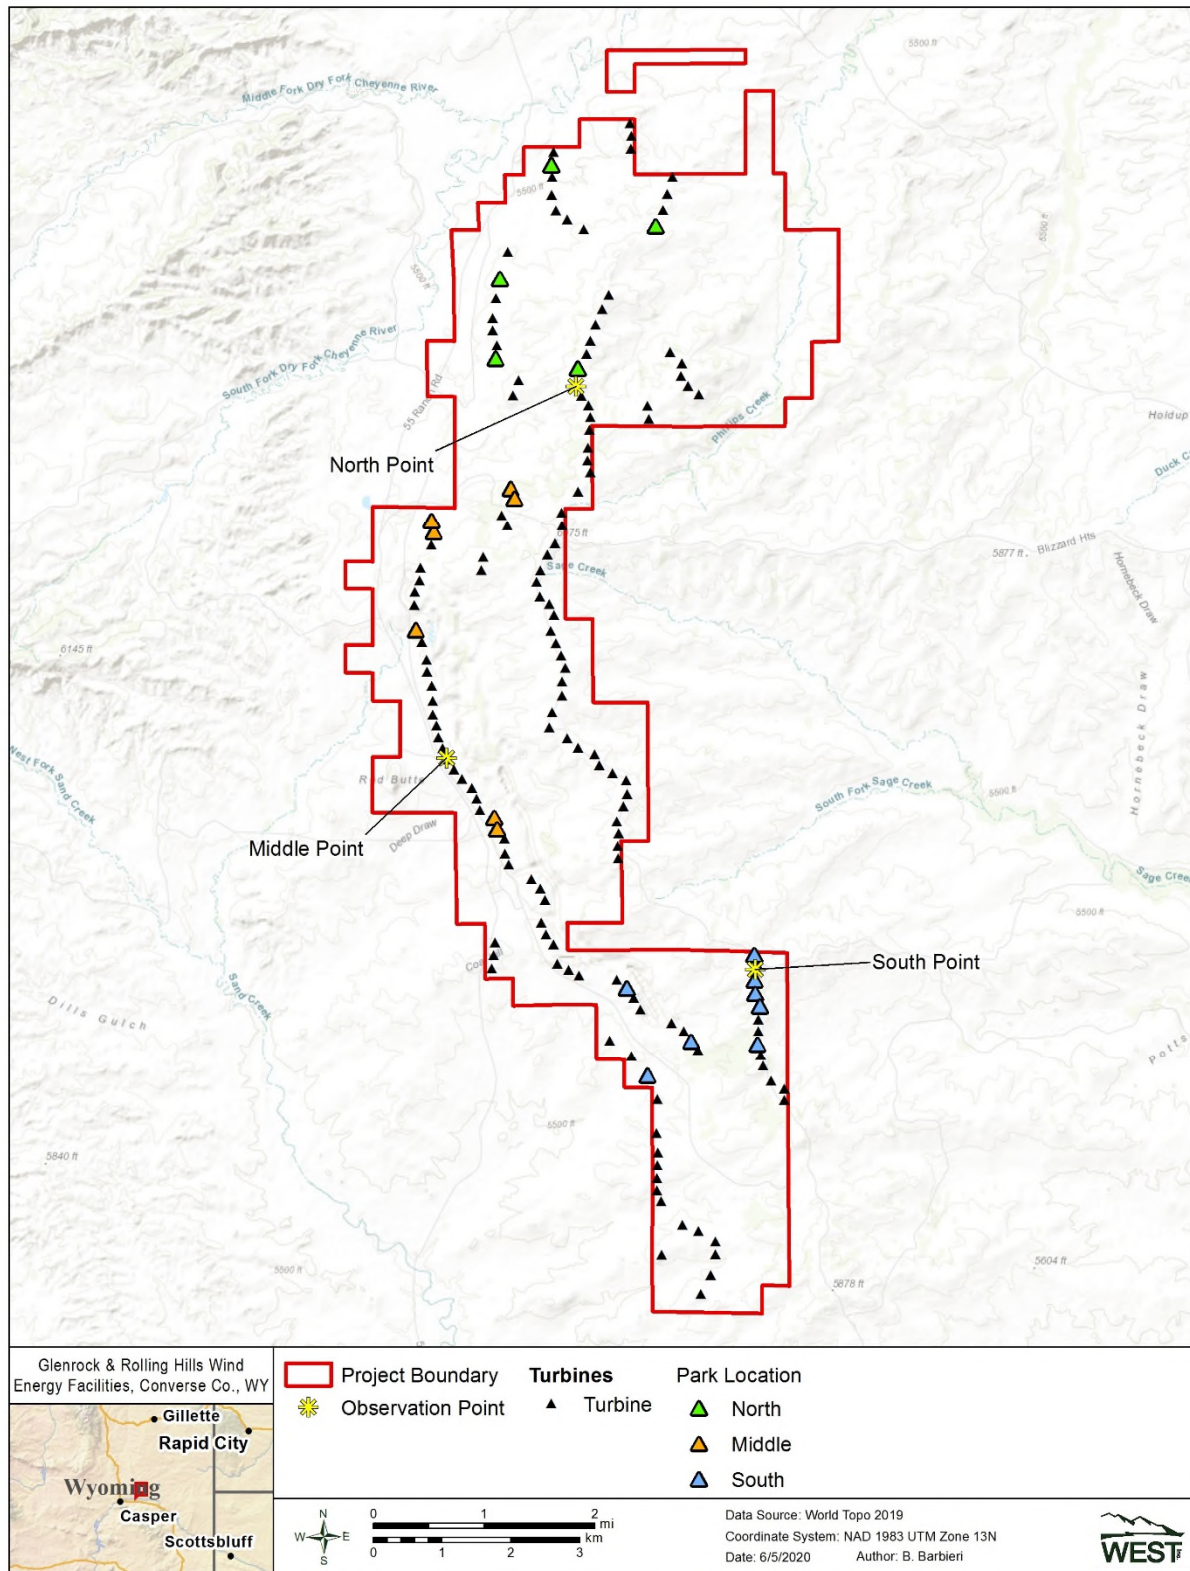 5500 ft
Middle Fork Dry Fork Cheyenne River
5500 ft
5500 ft
5500 ft
South Fork Dry Fork Cheyenne River
55 Ranch Rd
Phillips Creek
Holdup
Duck C
North Point
5877 ft
Blizzard Hts
Sage Creek
Hornebeck Draw
6145 ft
Hornebeck Draw
West Fork Sand Creek
Red Butte
South Fork Sage Creek
5500 ft
Deep Draw
Middle Point
Sage Creek
5500 ft
South Point
Sand Creek
Dills Gulch
Potts
5500 ft
5840 ft
5500 ft
5604 ft
5878 ft
Glenrock & Rolling Hills Wind
Energy Facilities, Converse Co., WY
Project Boundary
Observation Point
Turbines
Turbine
Park Location
North
Middle
South
Gillette
Rapid City
Wyoming
Casper
Scottsbluff
N
W E
S
0 1 2
mi
km
0 1 2 3
Data Source: World Topo 2019
Coordinate System: NAD 1983 UTM Zone 13N
Date: 6/5/2020 Author: B. Barbieri
WEST